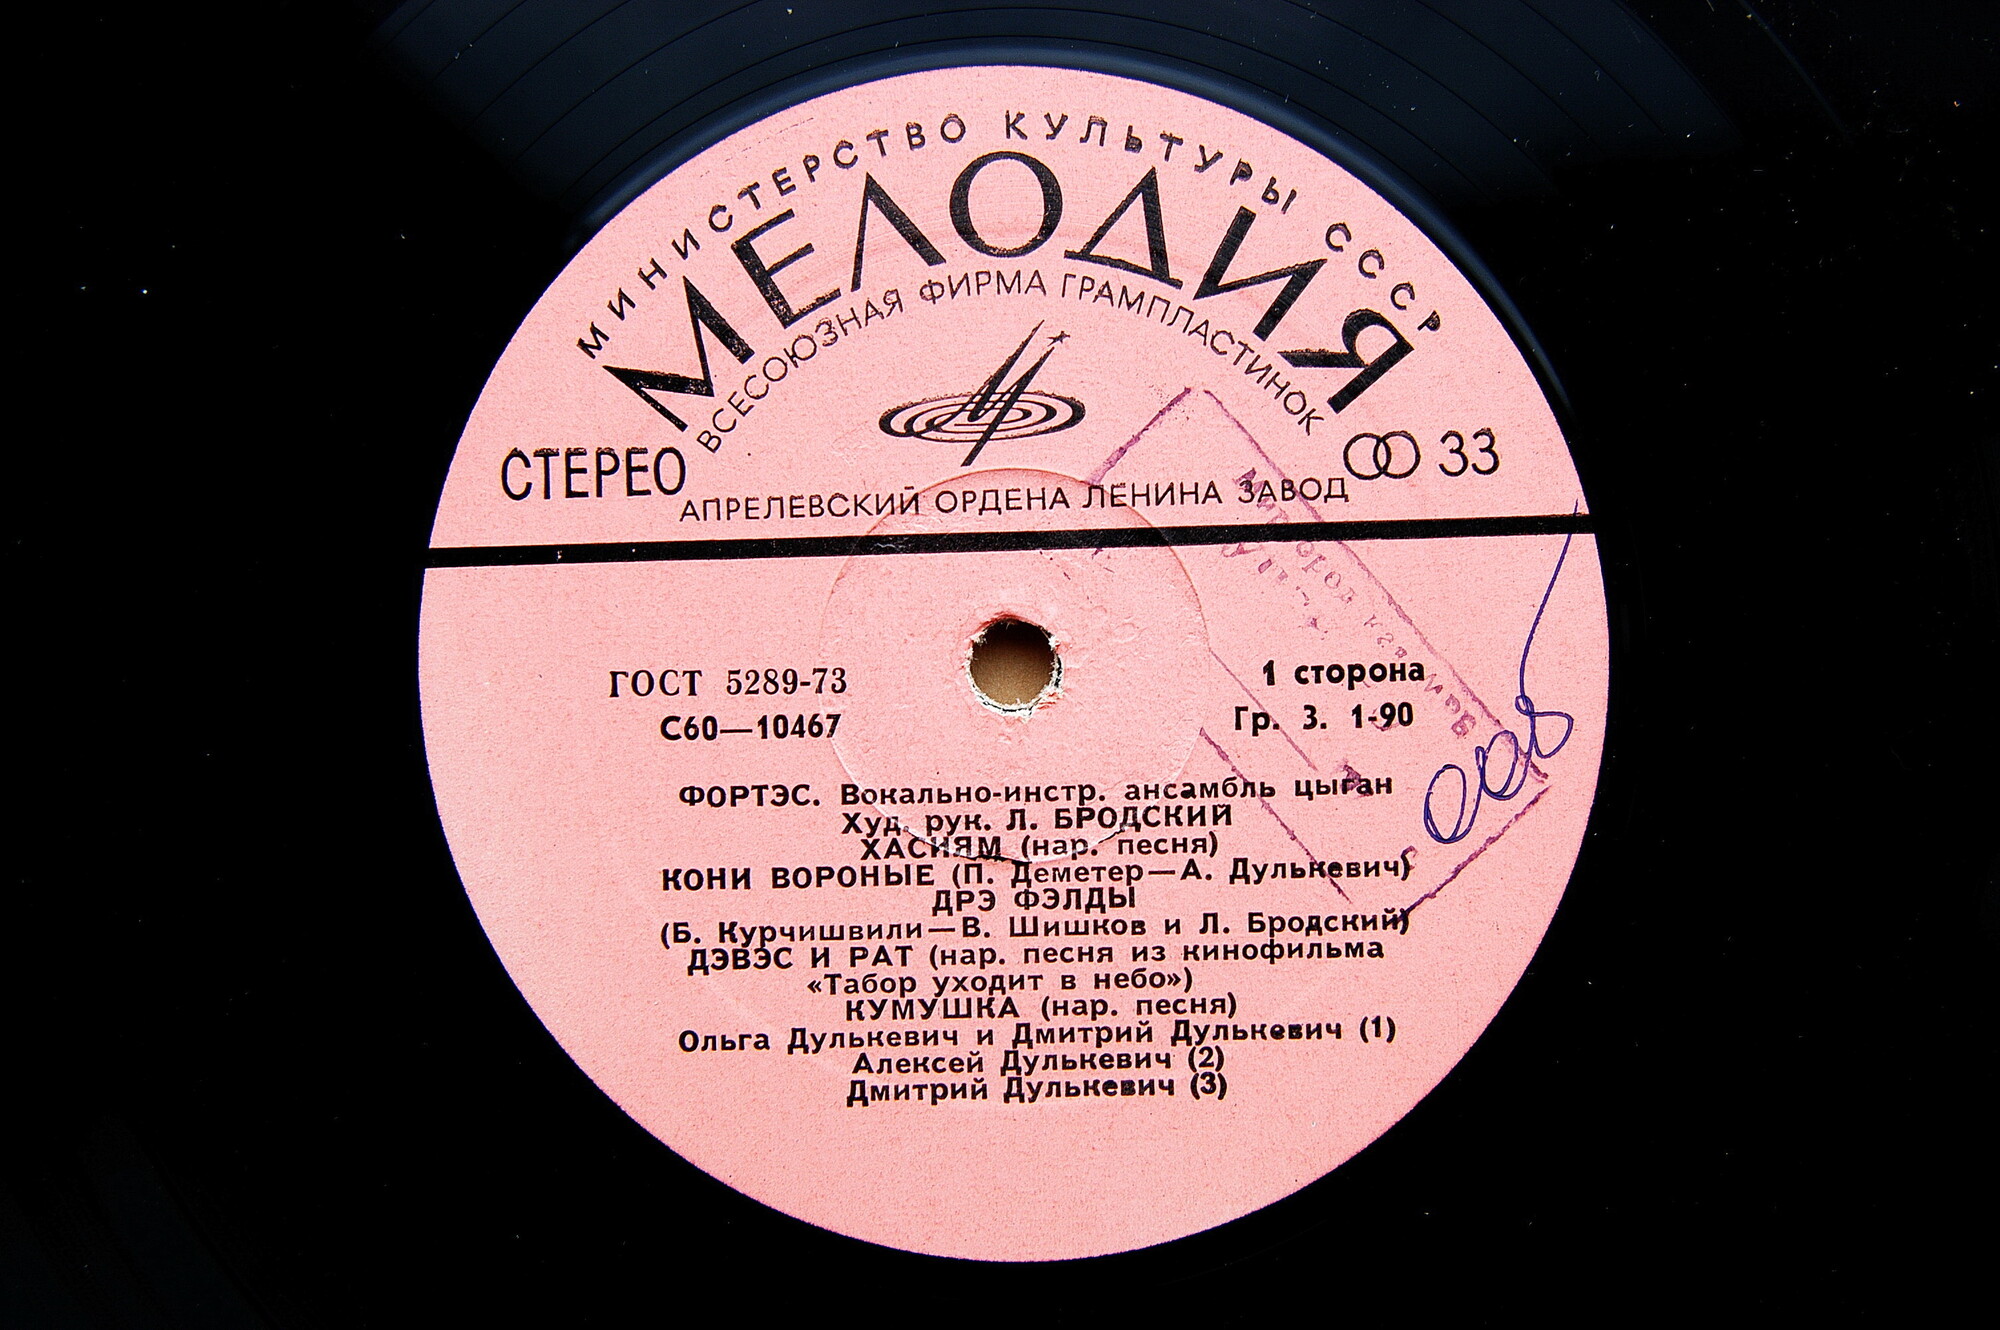 МИНИСТЕРСТВО КУЛЬТУРЫ СССР
МЕЛОДИЯ
ВСЕСОЮЗНАЯ ФИРМА ГРАМПЛАСТИНОК
СТЕРЕО
33
АПРЕЛЕВСКИЙ ОРДЕНА ЛЕНИНА ЗАВОД
ГОСТ 5289-73
1 сторона
С60—10467
Гр. 3. 1-90
ФОРТЭС. Вокально-инстр. ансамбль цыган
Худ. рук. Л. БРОДСКИЙ
ХАСИЯМ (нар. песня)
КОНИ ВОРОНЫЕ (П. Деметер—А. Дулькевич)
ДРЭ ФЭЛДЫ
(Б. Курчишвили—В. Шишков и Л. Бродский)
ДЭВЭС И РАТ (нар. песня из кинофильма
«Табор уходит в небо»)
КУМУШКА (нар. песня)
Ольга Дулькевич и Дмитрий Дулькевич (1)
Алексей Дулькевич (2)
Дмитрий Дулькевич (3)